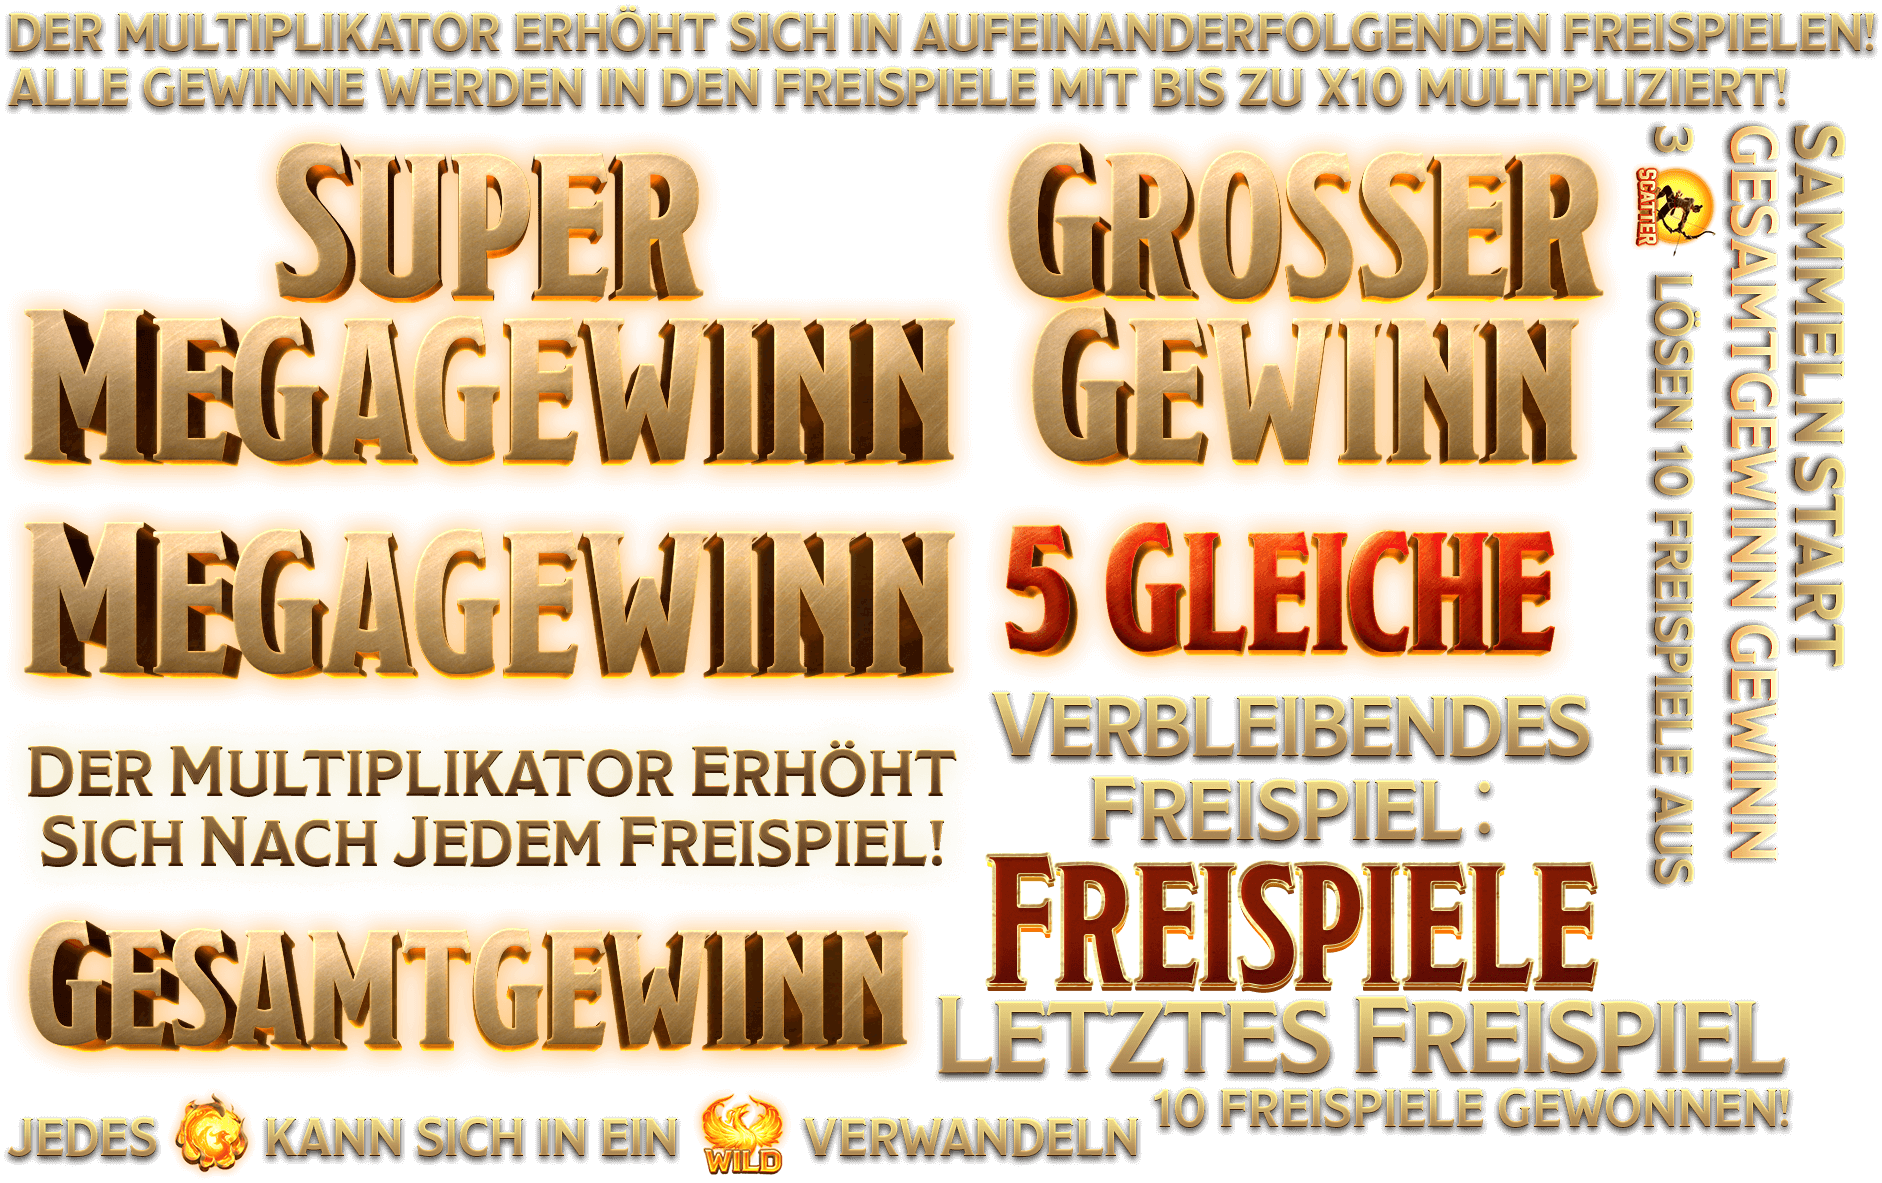 DER MULTIPLIKATOR ERHÖHT SICH IN AUFEINANDERFOLGENDEN FREISPIELEN!
ALLE GEWINNE WERDEN IN DEN FREISPIELE MIT BIS ZU X10 MULTIPLIZIERT!
SUPER
MEGAGEWINN
GROSSER
GEWINN
SAMMELN START
GESAMTGEWINN GEWINN
3 SCATTER LÖSEN 10 FREISPIELE AUS
MEGAGEWINN
5 GLEICHE
DER MULTIPLIKATOR ERHÖHT
SICH NACH JEDEM FREISPIEL!
VERBLEIBENDES
FREISPIEL :
FREISPIELE
GESAMTGEWINN
LETZTES FREISPIEL
10 FREISPIELE GEWONNEN!
JEDES KANN SICH IN EIN WILD VERWANDELN